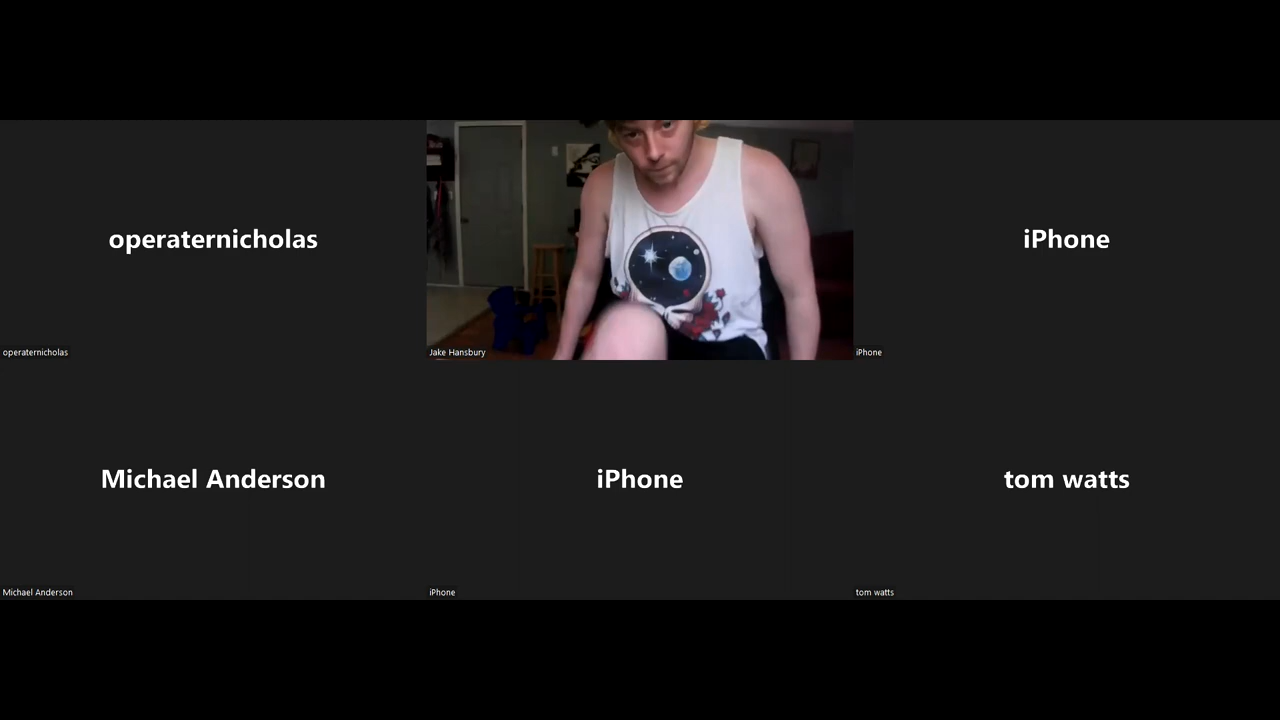 operaternicholas
operaternicholas
Jake Hansbury
iPhone
iPhone
Michael Anderson
Michael Anderson
iPhone
iPhone
tom watts
tom watts